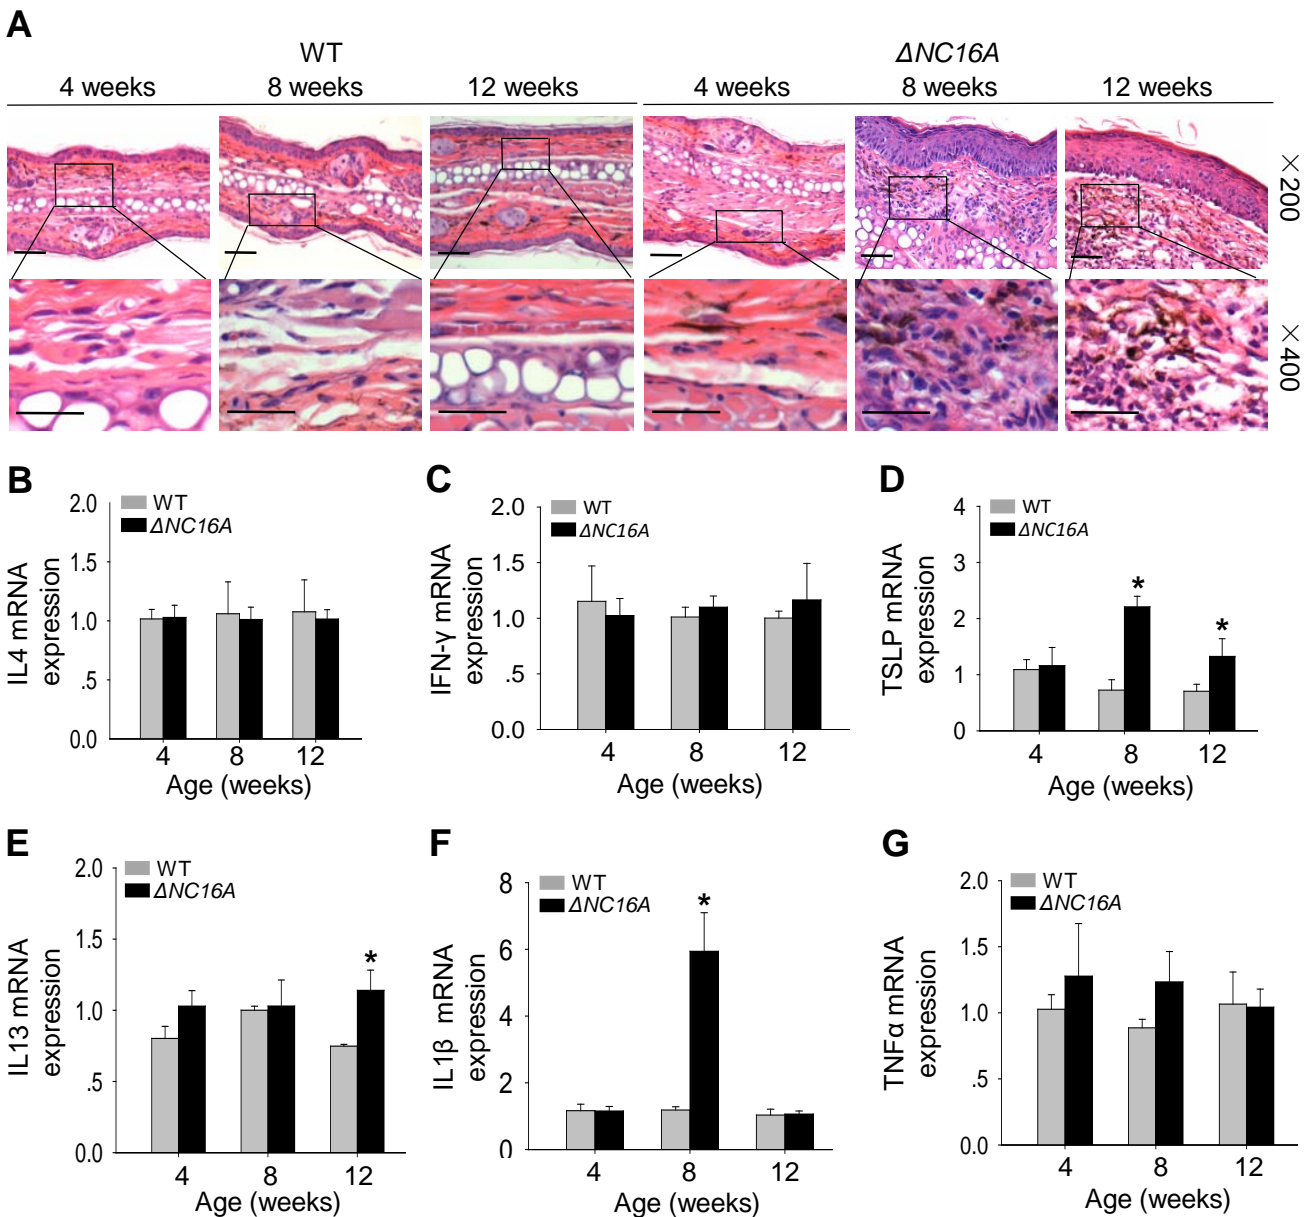 A
WT
ΔNC16A
4 weeks
8 weeks
12 weeks
4 weeks
8 weeks
12 weeks
×200
×400
B
WT
ΔNC16A
IL4 mRNA
expression
2.0
1.5
1.0
.5
0.0
4
8
12
Age (weeks)
C
WT
ΔNC16A
IFN-γ mRNA
expression
2.0
1.5
1.0
.5
0.0
4
8
12
Age (weeks)
D
WT
ΔNC16A
TSLP mRNA
expression
4
3
2
1
0
*
*
4
8
12
Age (weeks)
E
WT
ΔNC16A
IL13 mRNA
expression
2.0
1.5
1.0
.5
0.0
*
4
8
12
Age (weeks)
F
WT
ΔNC16A
IL1β mRNA
expression
8
6
4
2
0
*
4
8
12
Age (weeks)
G
WT
ΔNC16A
TNFα mRNA
expression
2.0
1.5
1.0
.5
0.0
4
8
12
Age (weeks)